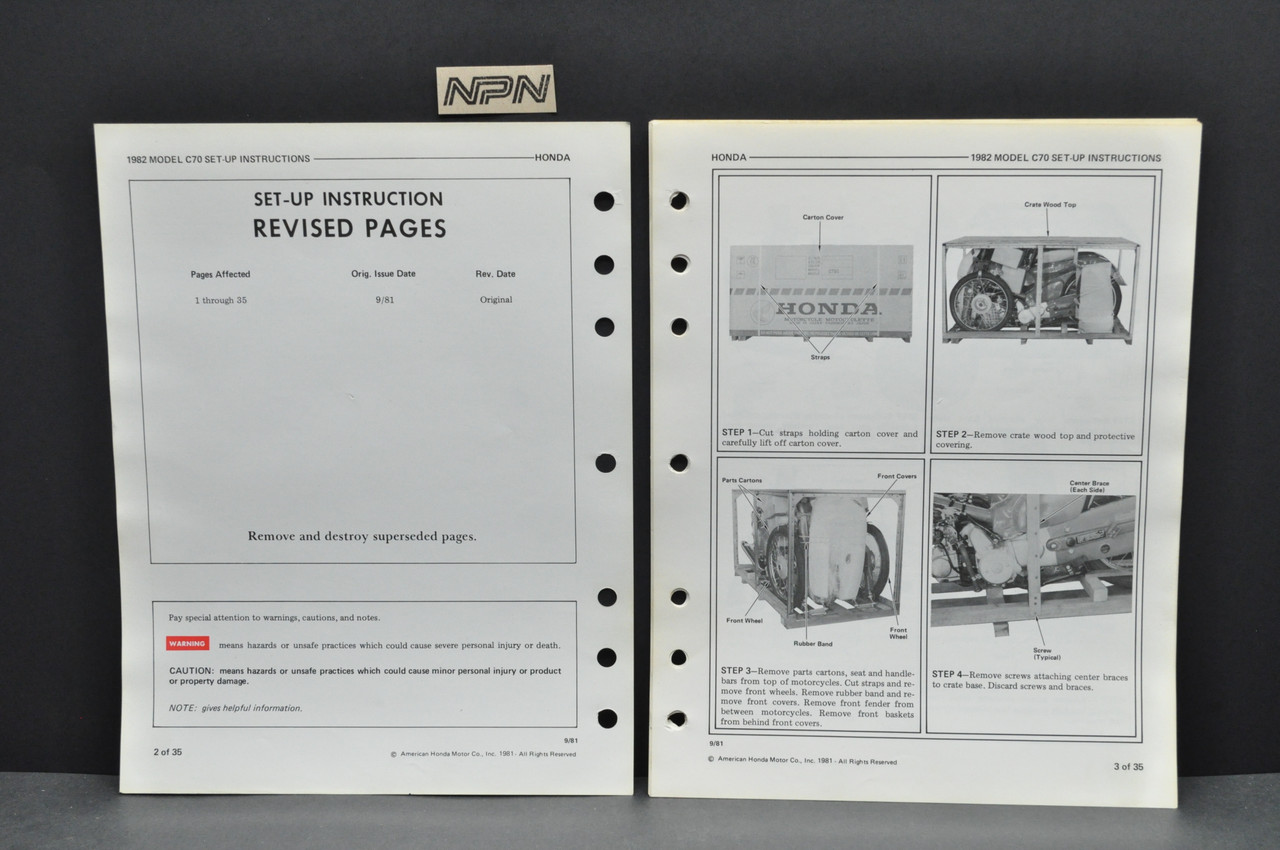 NPN
1982 MODEL C70 SET-UP INSTRUCTIONS HONDA
SET-UP INSTRUCTION
REVISED PAGES
Pages Affected Orig. Issue Date Rev. Date
1 through 35 9/81 Original
Remove and destroy superseded pages.
Pay special attention to warnings, cautions, and notes.
WARNING means hazards or unsafe practices which could cause severe personal injury or death.
CAUTION: means hazards or unsafe practices which could cause minor personal injury or product
or property damage.
NOTE: gives helpful information.
9/81
2 of 35 © American Honda Motor Co., Inc. 1981 - All Rights Reserved
HONDA 1982 MODEL C70 SET-UP INSTRUCTIONS
Carton Cover
HONDA
Straps
STEP 1—Cut straps holding carton cover and
carefully lift off carton cover.
Crate Wood Top
STEP 2—Remove crate wood top and protective
covering.
Parts Cartons
Front Covers
Front Wheel
Rubber Band
Front
Wheel
STEP 3—Remove parts cartons, seat and handle-
bars from top of motorcycles. Cut straps and re-
move front wheels. Remove rubber band and re-
move front covers. Remove front fender from
between motorcycles. Remove front baskets
from behind front covers.
Center Brace
(Each Side)
Screw
(Typical)
STEP 4—Remove screws attaching center braces
to crate base. Discard screws and braces.
9/81
© American Honda Motor Co., Inc. 1981 - All Rights Reserved
3 of 35